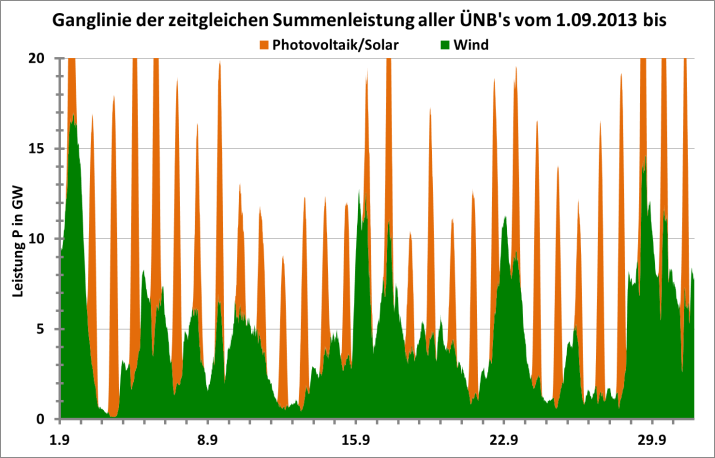 Ganglinie der zeitgleichen Summenleistung aller ÜNB's vom 1.09.2013 bis
Photovoltaik/Solar Wind
Leistung P in GW
20
15
10
5
0
1.9 8.9 15.9 22.9 29.9